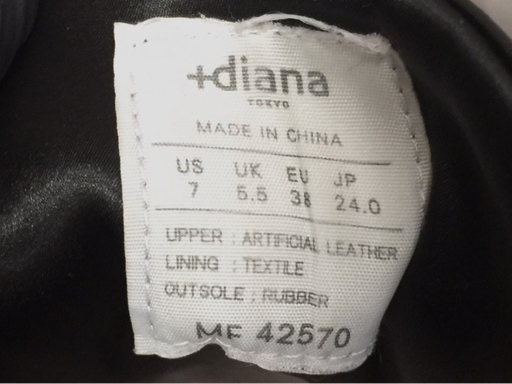 +diana
TOKYO
MADE IN CHINA
US UK EU JP
7 5.5 38 24.0
UPPER : ARTIFICIAL LEATHER
LINING : TEXTILE
OUTSOLE : RUBBER
MF 42570